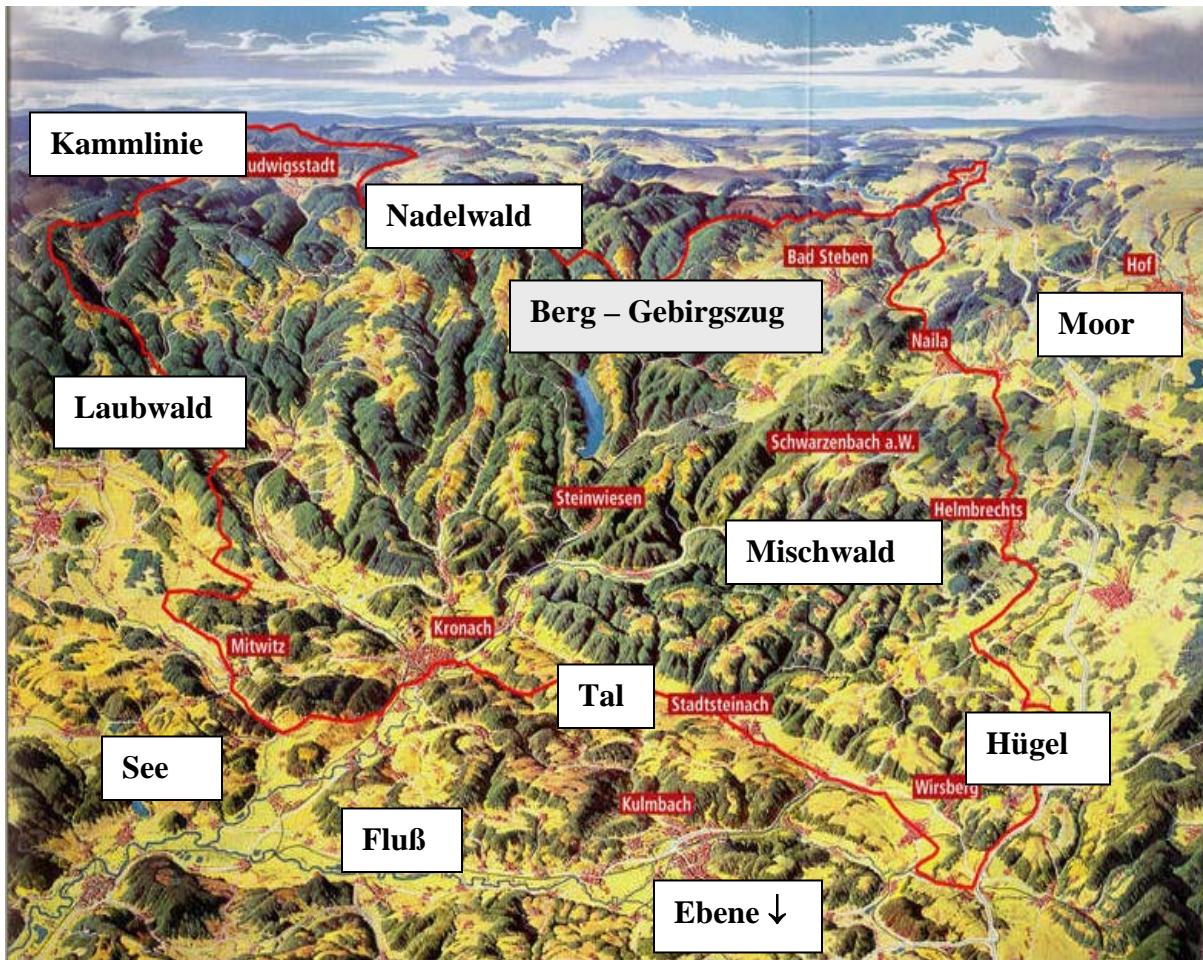 Kammlinie
udwigsstadt
Nadelwald
Bad Steben
Hof
Berg – Gebirgszug
Moor
Naila
Laubwald
Schwarzenbach a.W.
Steinwiesen
Helmbrechts
Mischwald
Kronach
Mitwitz
Tal
Stadtsteinach
Hügel
See
Wirsberg
Kulmbach
Fluß
Ebene ↓